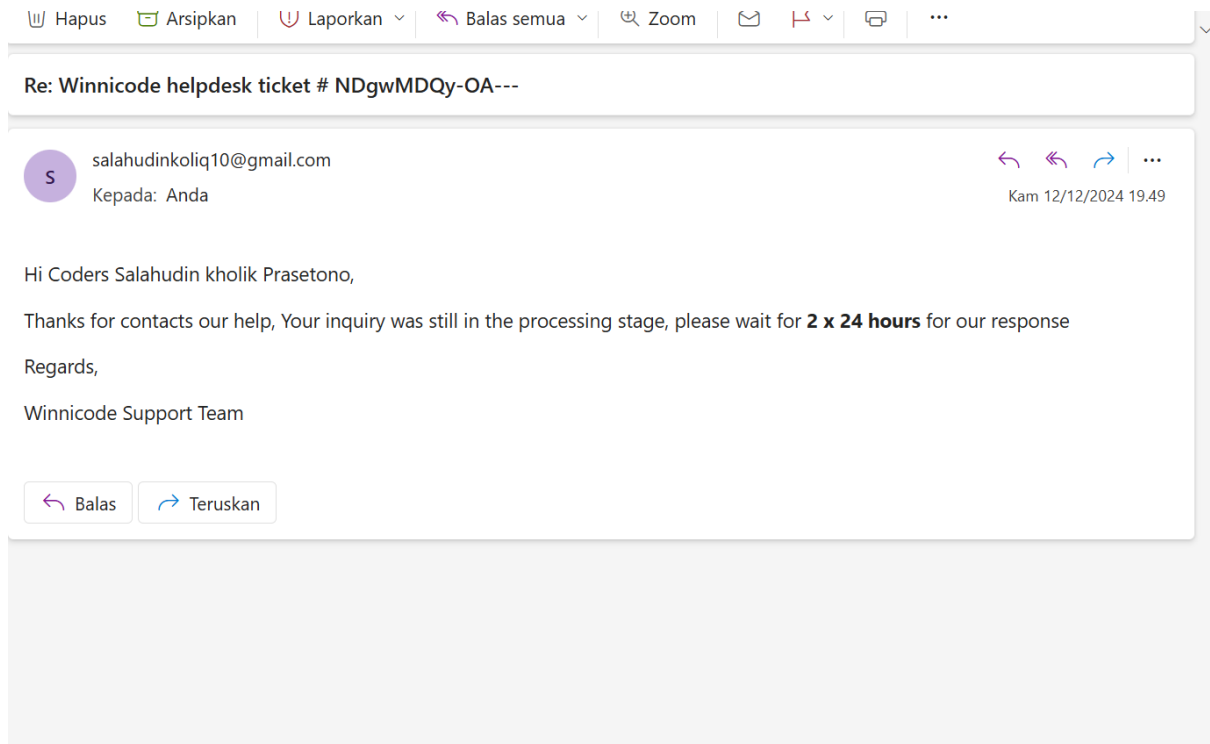 Hapus Arsipkan Laporkan Balas semua Zoom ...
Re: Winnicode helpdesk ticket # NDgwMDQy-OA---
S
salahudinkoliq10@gmail.com
Kepada: Anda
Kam 12/12/2024 19.49
Hi Coders Salahudin kholik Prasetono,
Thanks for contacts our help, Your inquiry was still in the processing stage, please wait for 2 x 24 hours for our response
Regards,
Winnicode Support Team
Balas Teruskan